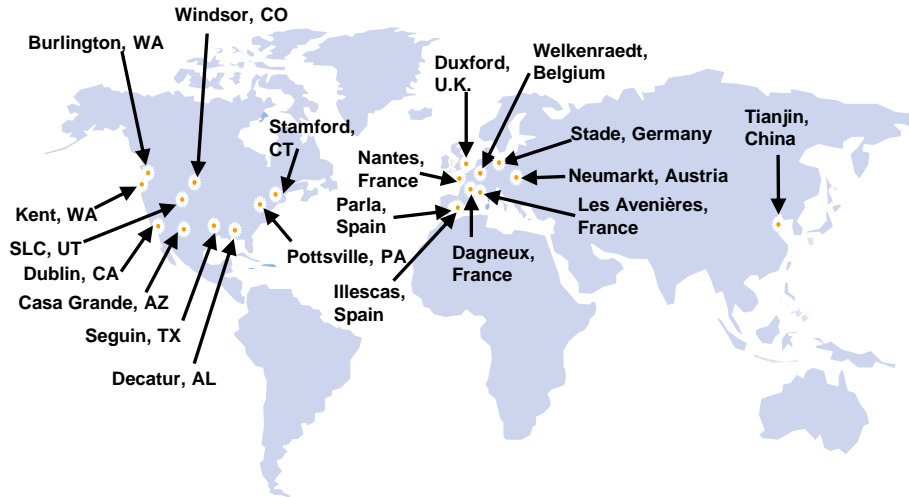 Windsor, CO
Burlington, WA
Duxford,
U.K.
Welkenraedt,
Belgium
Stamford,
CT
Tianjin,
China
Stade, Germany
Nantes,
France
Neumarkt, Austria
Kent, WA
Parla,
Spain
Les Avenières,
France
SLC, UT
Pottsville, PA
Dagneux,
France
Dublin, CA
Casa Grande, AZ
Illescas,
Spain
Seguin, TX
Decatur, AL